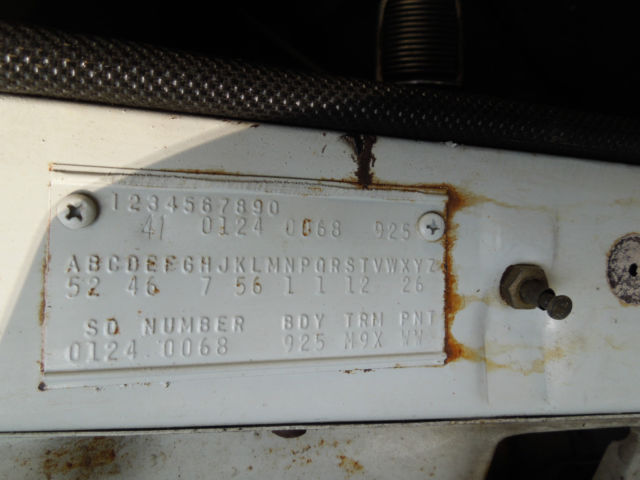 1234567890
41 0124 0068 925
ABCDEFGHJKLMNPQRSTVWXYZ
52 46 7 56 1 1 12 26
SO NUMBER BDY TRM PNT
0124 0068 925 M9X WW